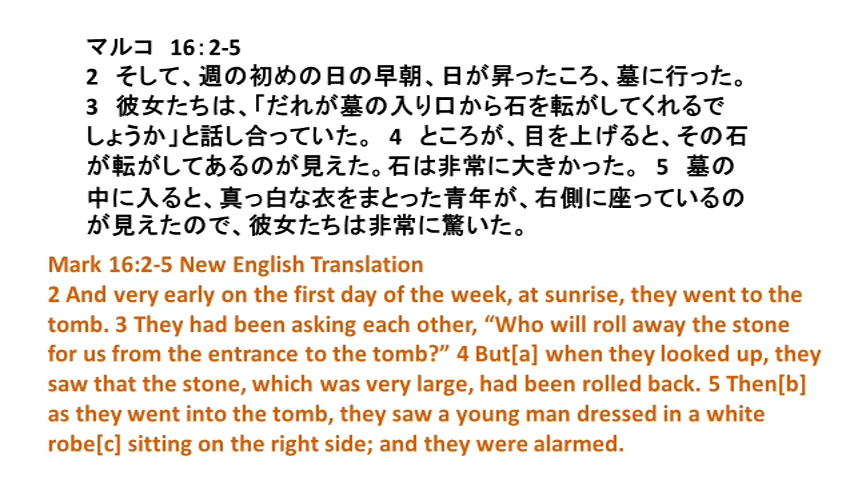 マルコ 16：2-5
2 そして、週の初めの日の早朝、日が昇ったころ、墓に行った。
3 彼女たちは、「だれが墓の入り口から石を転がしてくれるで
しょうか」と話し合っていた。 4 ところが、目を上げると、その石
が転がしてあるのが見えた。石は非常に大きかった。 5 墓の
中に入ると、真っ白な衣をまとった青年が、右側に座っているの
が見えたので、彼女たちは非常に驚いた。
Mark 16:2-5 New English Translation
2 And very early on the first day of the week, at sunrise, they went to the
tomb. 3 They had been asking each other, “Who will roll away the stone
for us from the entrance to the tomb?” 4 But[a] when they looked up, they
saw that the stone, which was very large, had been rolled back. 5 Then[b]
as they went into the tomb, they saw a young man dressed in a white
robe[c] sitting on the right side; and they were alarmed.